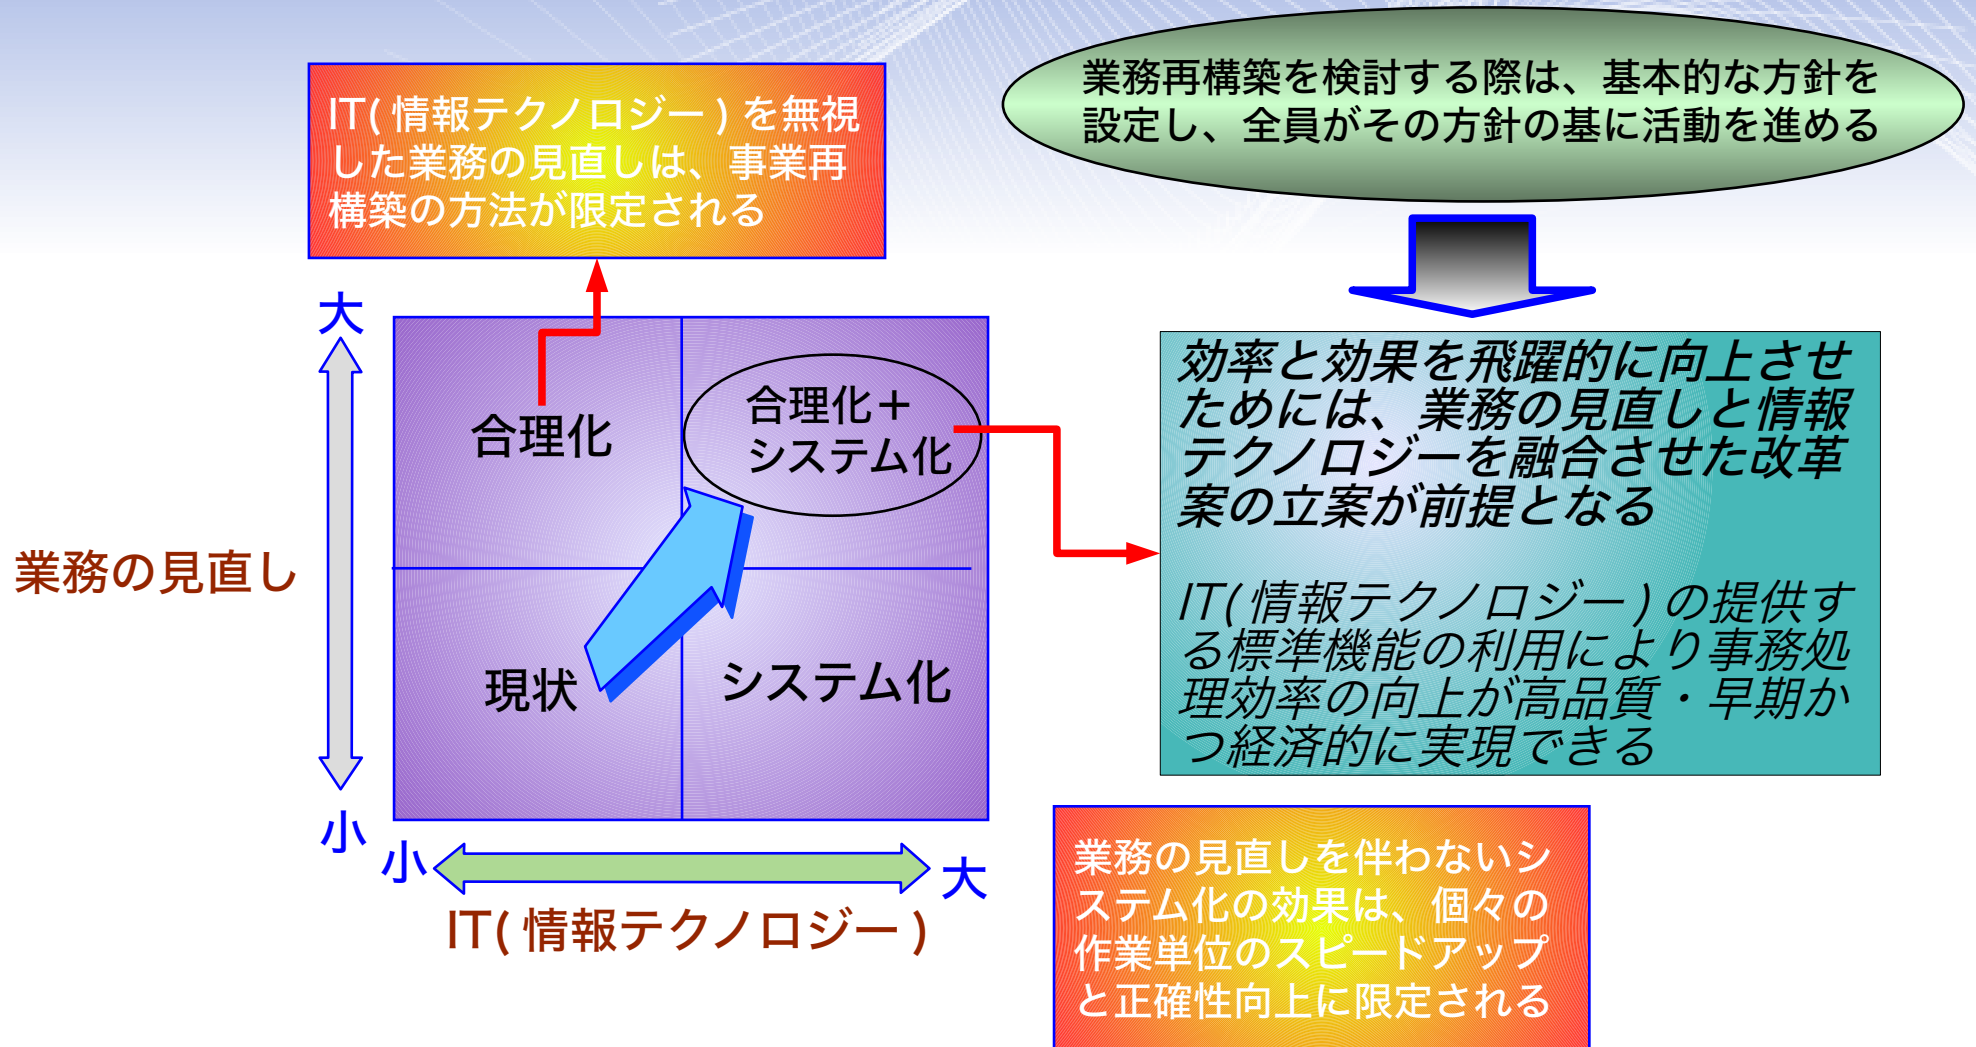 業務再構築を検討する際は、基本的な方針を
設定し、全員がその方針の基に活動を進める
IT( 情報テクノロジー ) を無視
した業務の見直しは、事業再
構築の方法が限定される
大
合理化
合理化＋
システム化
業務の見直し
現状
システム化
小
小
大
IT( 情報テクノロジー )
効率と効果を飛躍的に向上させ
ためには、業務の見直しと情報
テクノロジーを融合させた改革
案の立案が前提となる
IT( 情報テクノロジー ) の提供す
る標準機能の利用により事務処
理効率の向上が高品質・早期か
つ経済的に実現できる
業務の見直しを伴わないシ
ステム化の効果は、個々の
作業単位のスピードアップ
と正確性向上に限定される